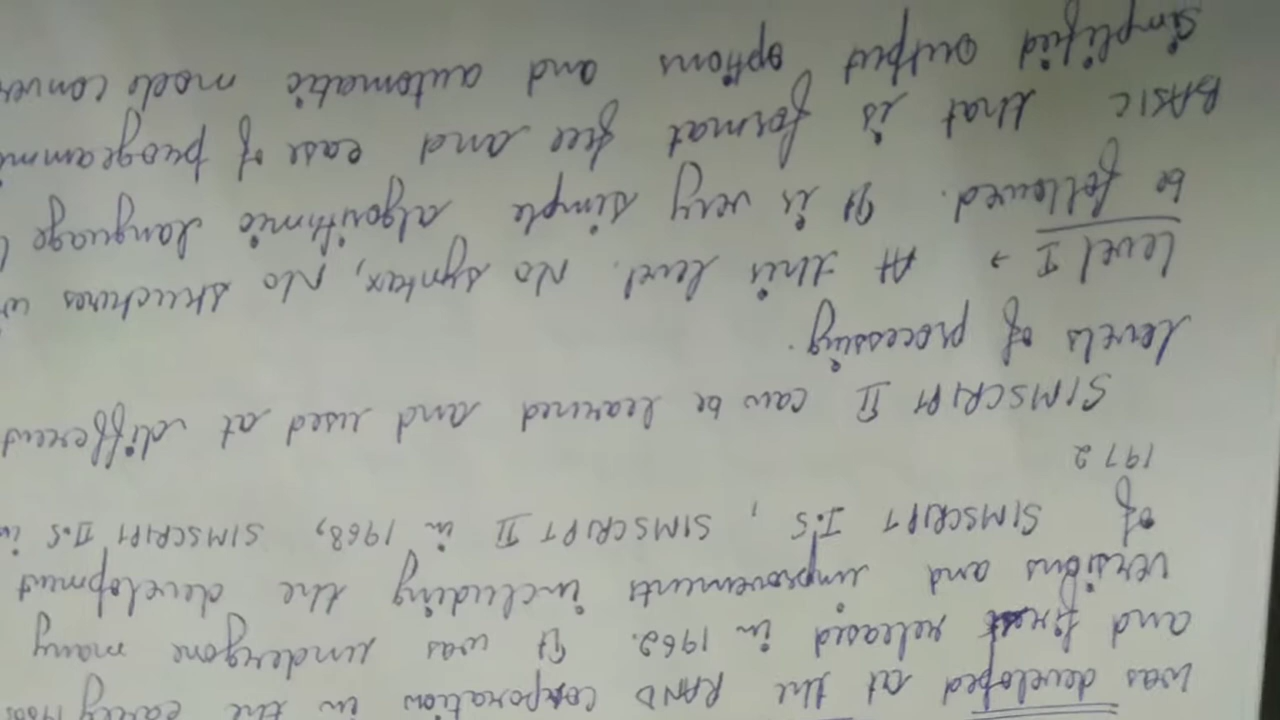 was developed at the RAND corporation in the early 1960s
and first released in 1962. It was undergone many
versions and improvements including the development
of SIMSCRIPT I.5, SIMSCRIPT II in 1968, SIMSCRIPT II.5 in
1972
SIMSCRIPT II can be learned and used at different
levels of processing.
Level I → At this level. No syntax, No structures
be followed. It is very simple algorithmic language
BASIC that is format free and ease of
simplified output options and automatic mode